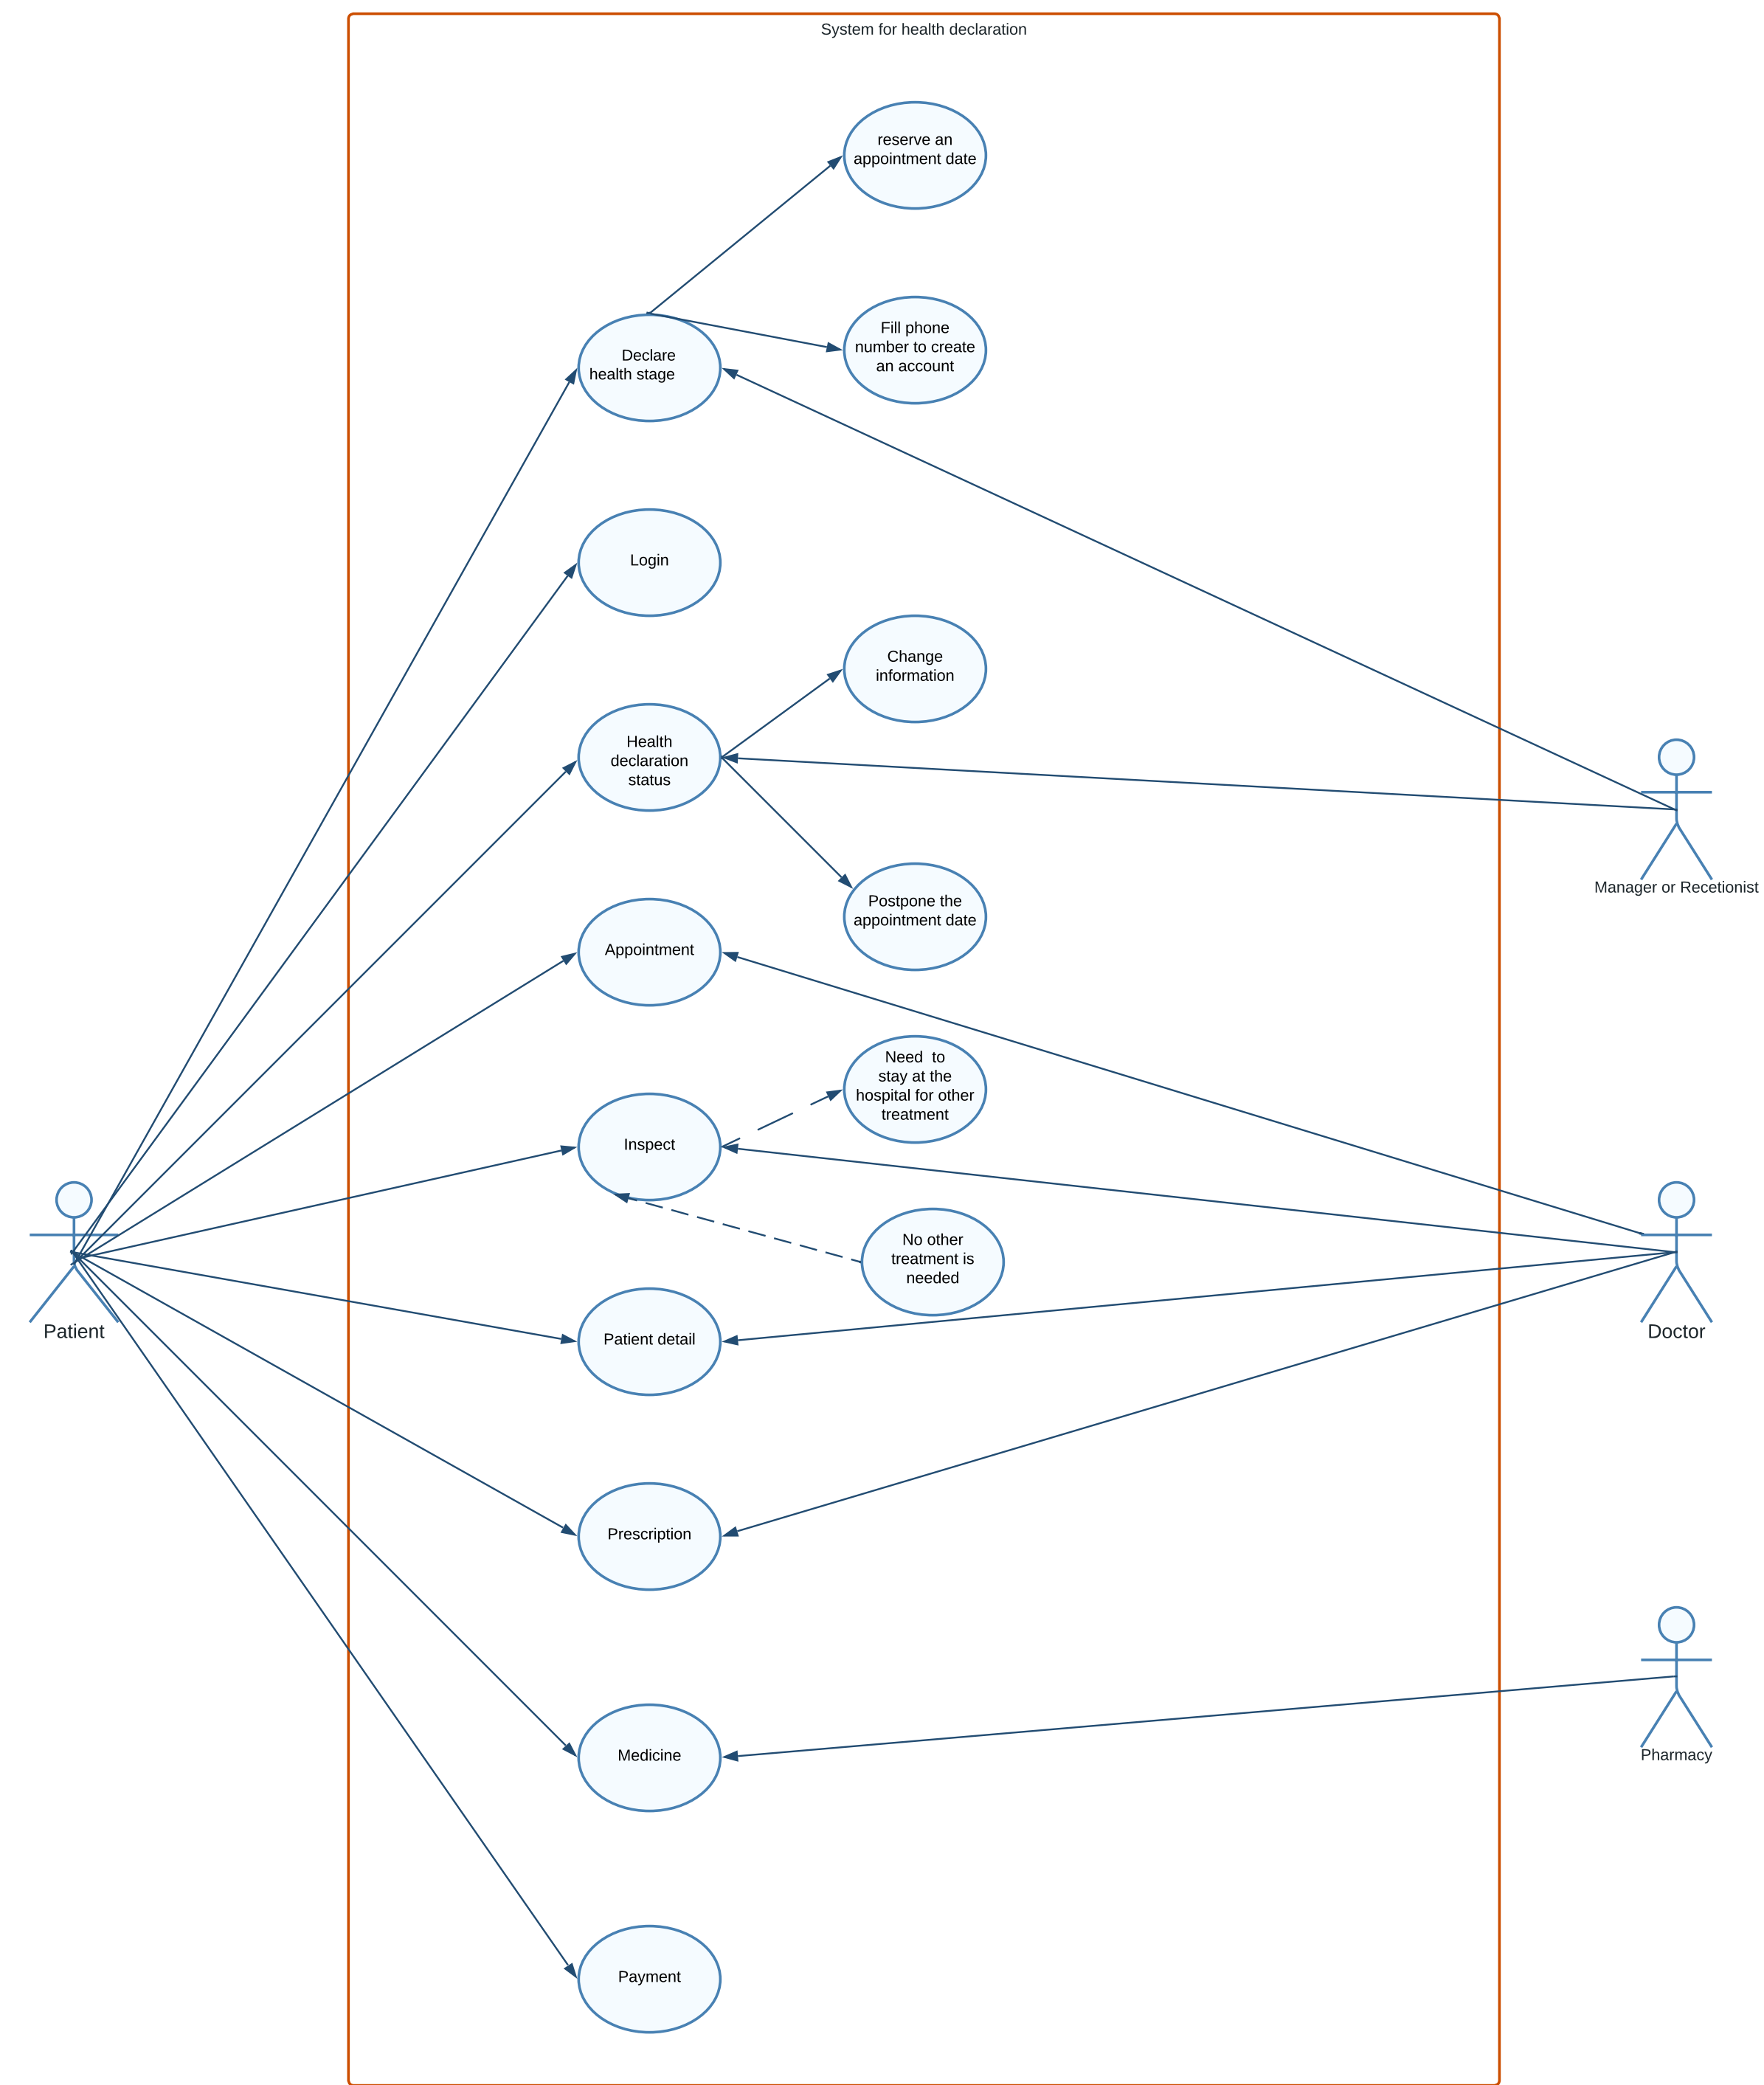 System for health declaration
reserve an
appointment date
Fill phone
number to create
an account
Declare
health stage
Login
Change
information
Health
declaration
status
Manager or Recetionist
Postpone the
appointment date
Appointment
Need  to
stay at the
hospital for other
treatment
Inspect
No other
treatment is
needed
Patient
Doctor
Patient detail
Prescription
Medicine
Pharmacy
Payment